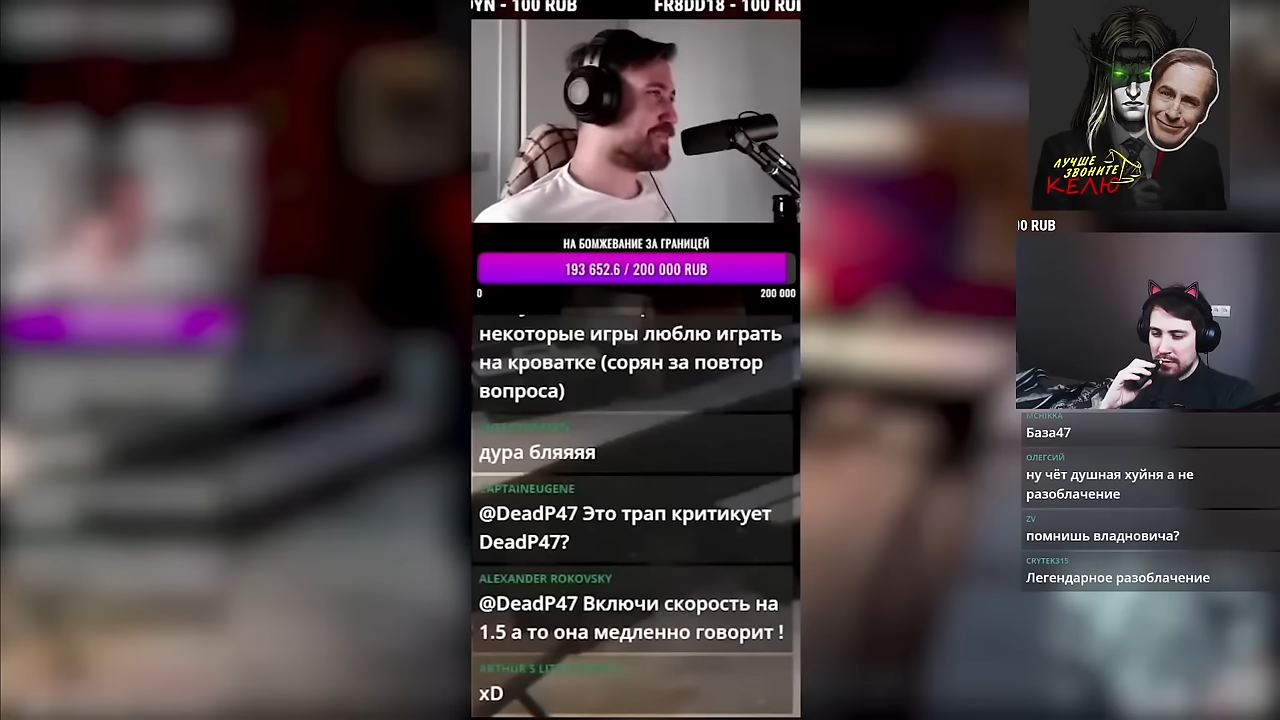 YN - 100 RUB
FR8DD18 - 100 RUB
НА БОМЖЕВАНИЕ ЗА ГРАНИЦЕЙ
193 652.6 / 200 000 RUB
0
200 000
некоторые игры люблю играть
на кроватке (сорян за повтор
вопроса)
дура бляяяя
CAPTAINEUGENE
@DeadP47 Это трап критикует
DeadP47?
ALEXANDER ROKOVSKY
@DeadP47 Включи скорость на
1.5 а то она медленно говорит !
xD
ЛУЧШЕ
ЗВОНИТЕ
КЕЛЮ
00 RUB
MCHIKKA
База47
ОЛЕГСИЙ
ну чёт душная хуйня а не
разоблачение
ZV
помнишь владновича?
CRYTEK315
Легендарное разоблачение